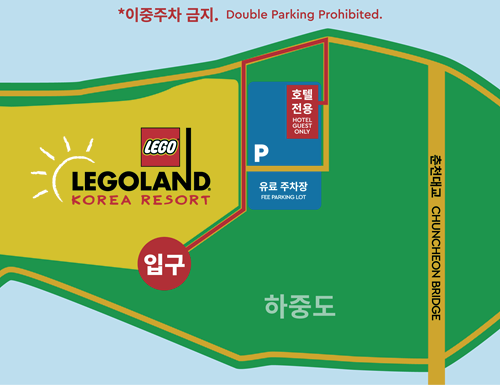 *이중주차 금지. Double Parking Prohibited.
호텔
전용
HOTEL
GUEST
ONLY
P
유료 주차장
FEE PARKING LOT
LEGO
LEGOLAND
KOREA RESORT
입구
하중도
춘천대교 CHUNCHEON BRIDGE